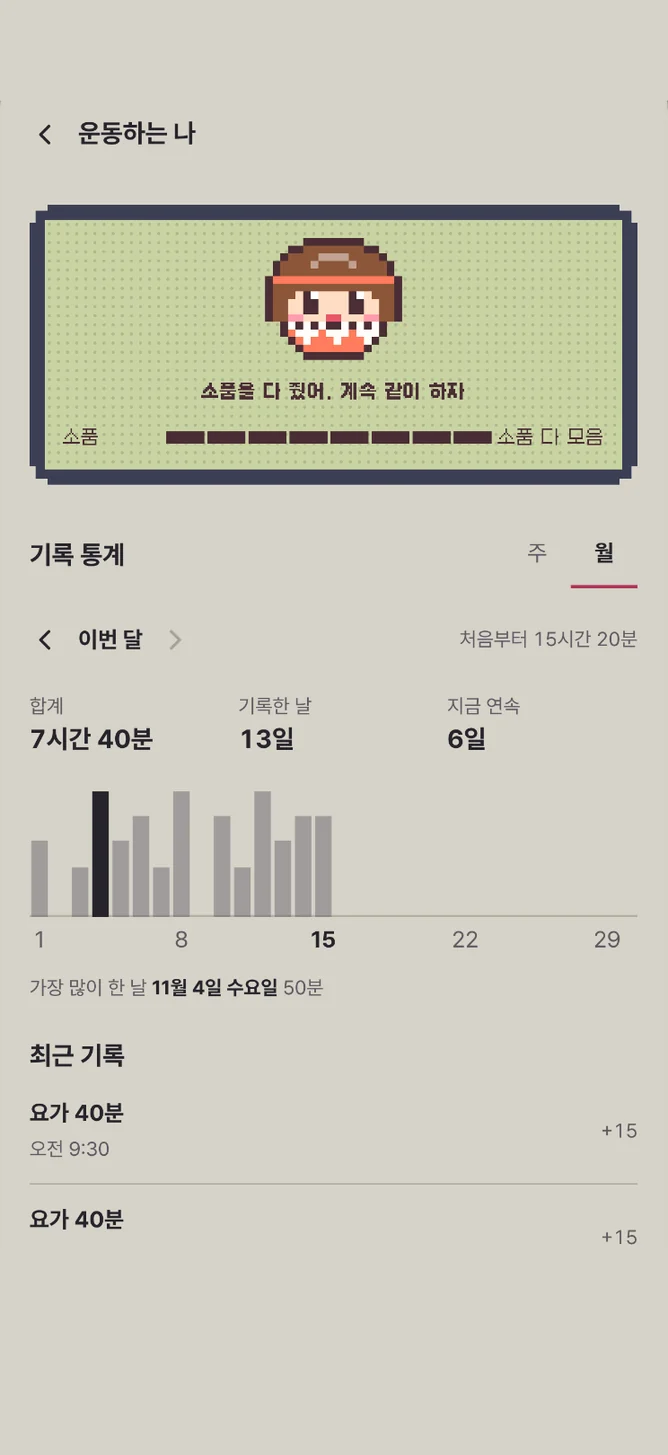 운동하는 나
소품을 다 줬어. 계속 같이 하자
소품 소품 다 모음
기록 통계 주 월
이번 달 처음부터 15시간 20분
합계 기록한 날 지금 연속
7시간 40분 13일 6일
1 8 15 22 29
가장 많이 한 날 11월 4일 수요일 50분
최근 기록
요가 40분
오전 9:30
+15
요가 40분
+15